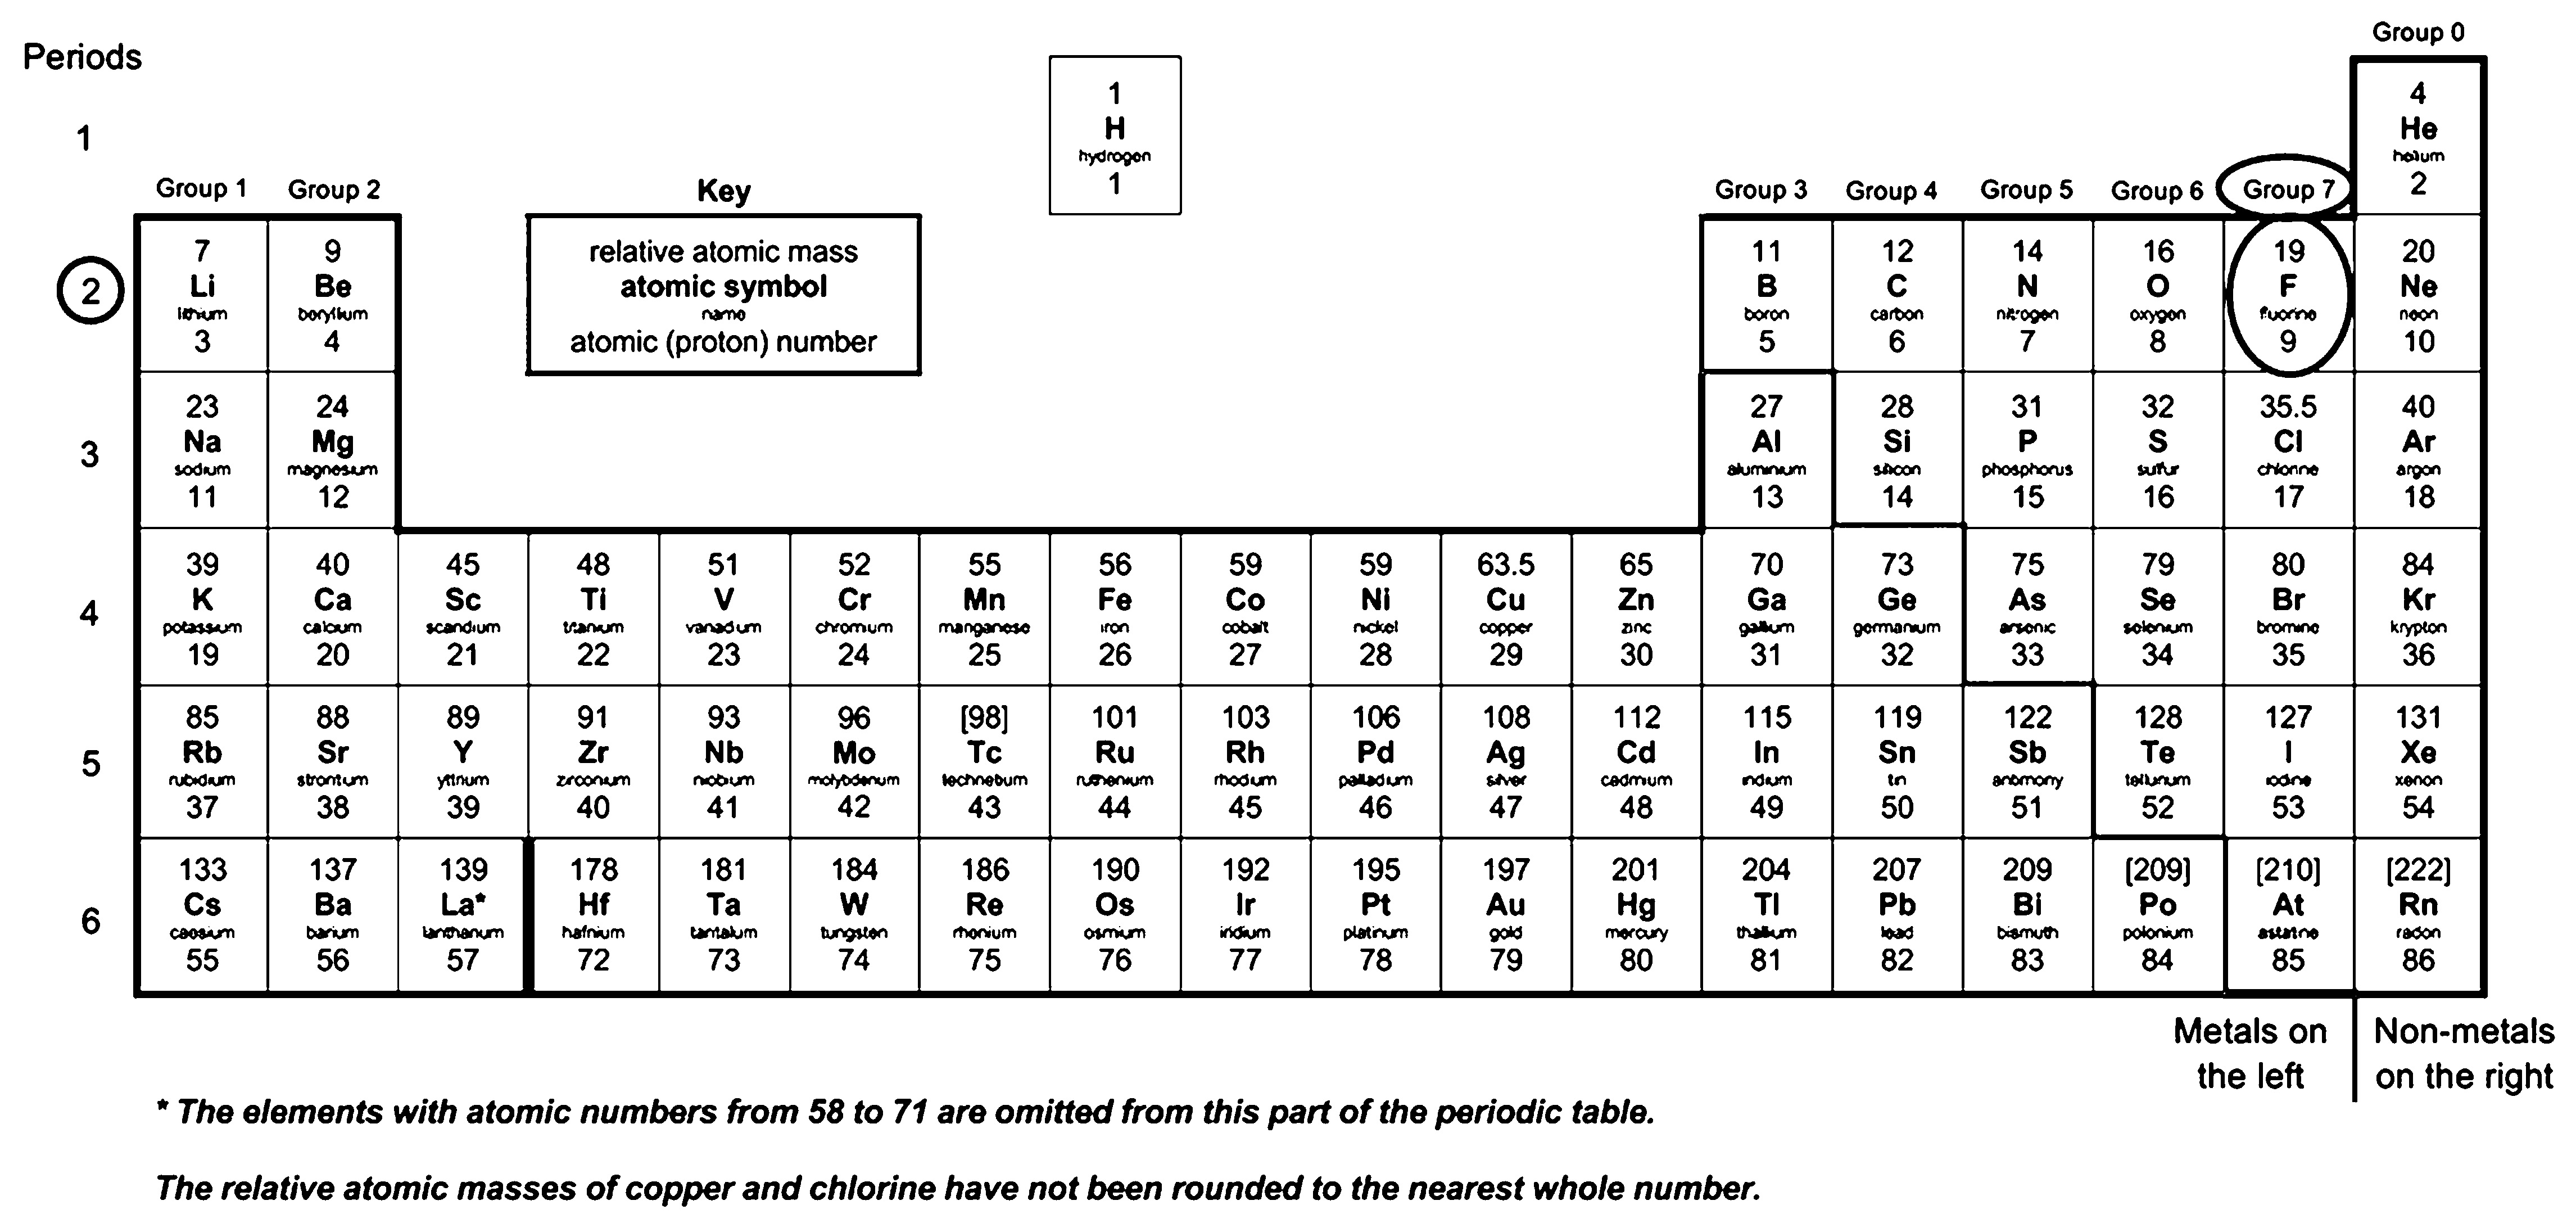 Group 0
Periods
1
1
H
hydrogen
1
4
He
helium
2
Group 1 Group 2 Key Group 3 Group 4 Group 5 Group 6 Group 7
relative atomic mass
atomic symbol
name
atomic (proton) number
2
7 9 11 12 14 16 19 20
Li Be B C N O F Ne
lithium beryllium boron carbon nitrogen oxygen fluorine neon
3 4 5 6 7 8 9 10
3
23 24 27 28 31 32 35.5 40
Na Mg Al Si P S Cl Ar
sodium magnesium aluminium silicon phosphorus sulfur chlorine argon
11 12 13 14 15 16 17 18
4
39 40 45 48 51 52 55 56 59 59 63.5 65 70 73 75 79 80 84
K Ca Sc Ti V Cr Mn Fe Co Ni Cu Zn Ga Ge As Se Br Kr
potassium calcium scandium titanium vanadium chromium manganese iron cobalt nickel copper zinc gallium germanium arsenic selenium bromine krypton
19 20 21 22 23 24 25 26 27 28 29 30 31 32 33 34 35 36
5
85 88 89 91 93 96 [98] 101 103 106 108 112 115 119 122 128 127 131
Rb Sr Y Zr Nb Mo Tc Ru Rh Pd Ag Cd In Sn Sb Te I Xe
rubidium strontium yttrium zirconium niobium molybdenum technetium ruthenium rhodium palladium silver cadmium indium tin antimony tellurium iodine xenon
37 38 39 40 41 42 43 44 45 46 47 48 49 50 51 52 53 54
6
133 137 139 178 181 184 186 190 192 195 197 201 204 207 209 [209] [210] [222]
Cs Ba La* Hf Ta W Re Os Ir Pt Au Hg Tl Pb Bi Po At Rn
caesium barium lanthanum hafnium tantalum tungsten rhenium osmium iridium platinum gold mercury thallium lead bismuth polonium astatine radon
55 56 57 72 73 74 75 76 77 78 79 80 81 82 83 84 85 86
Metals on
the left
Non-metals
on the right
* The elements with atomic numbers from 58 to 71 are omitted from this part of the periodic table.
The relative atomic masses of copper and chlorine have not been rounded to the nearest whole number.